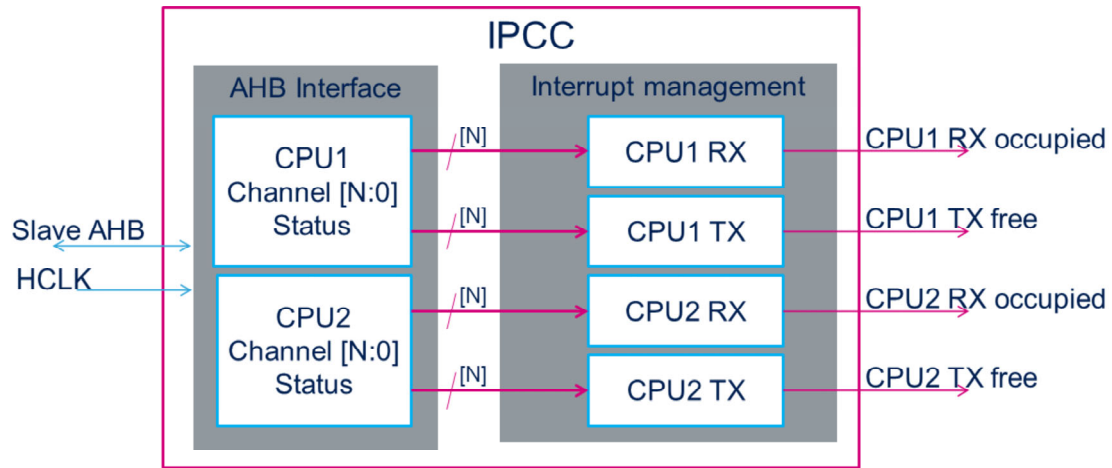 IPCC
AHB Interface
Interrupt management
CPU1
Channel [N:0]
Status
[N]
CPU1 RX
CPU1 RX occupied
[N]
CPU1 TX
CPU1 TX free
Slave AHB
HCLK
CPU2
Channel [N:0]
Status
[N]
CPU2 RX
CPU2 RX occupied
[N]
CPU2 TX
CPU2 TX free